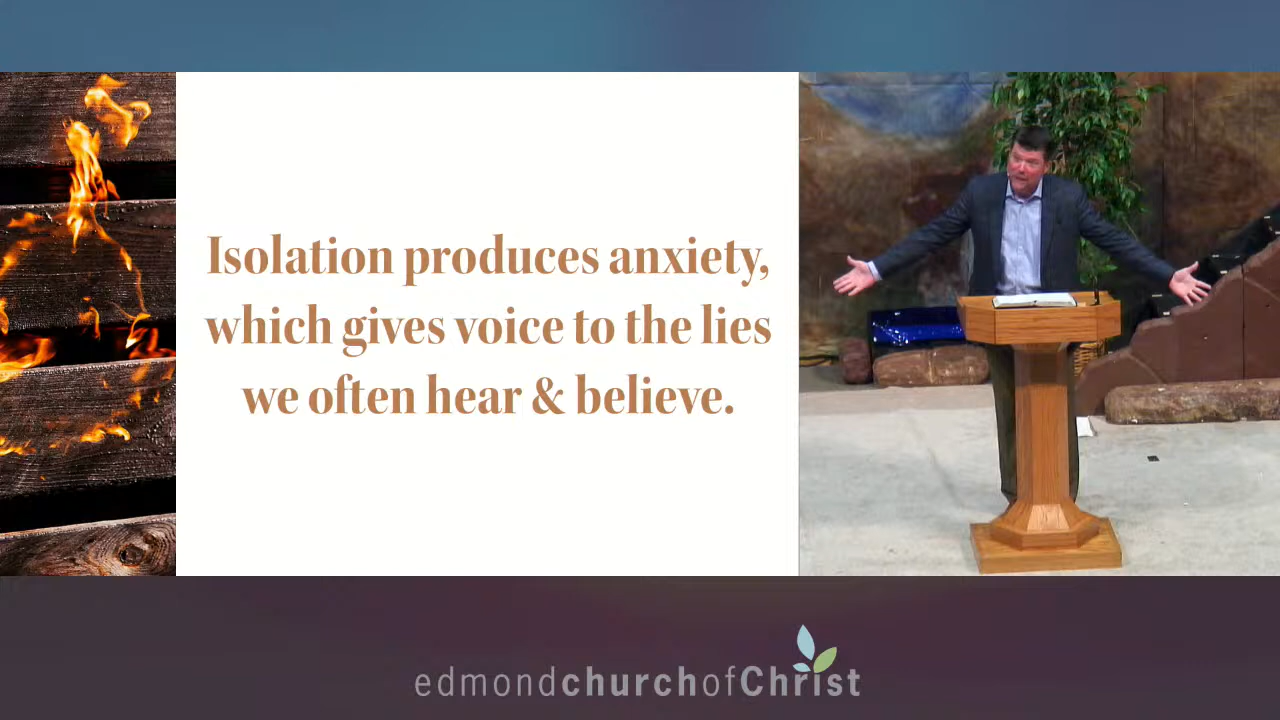 Isolation produces anxiety,
which gives voice to the lies
we often hear & believe.
edmondchurchofChrist